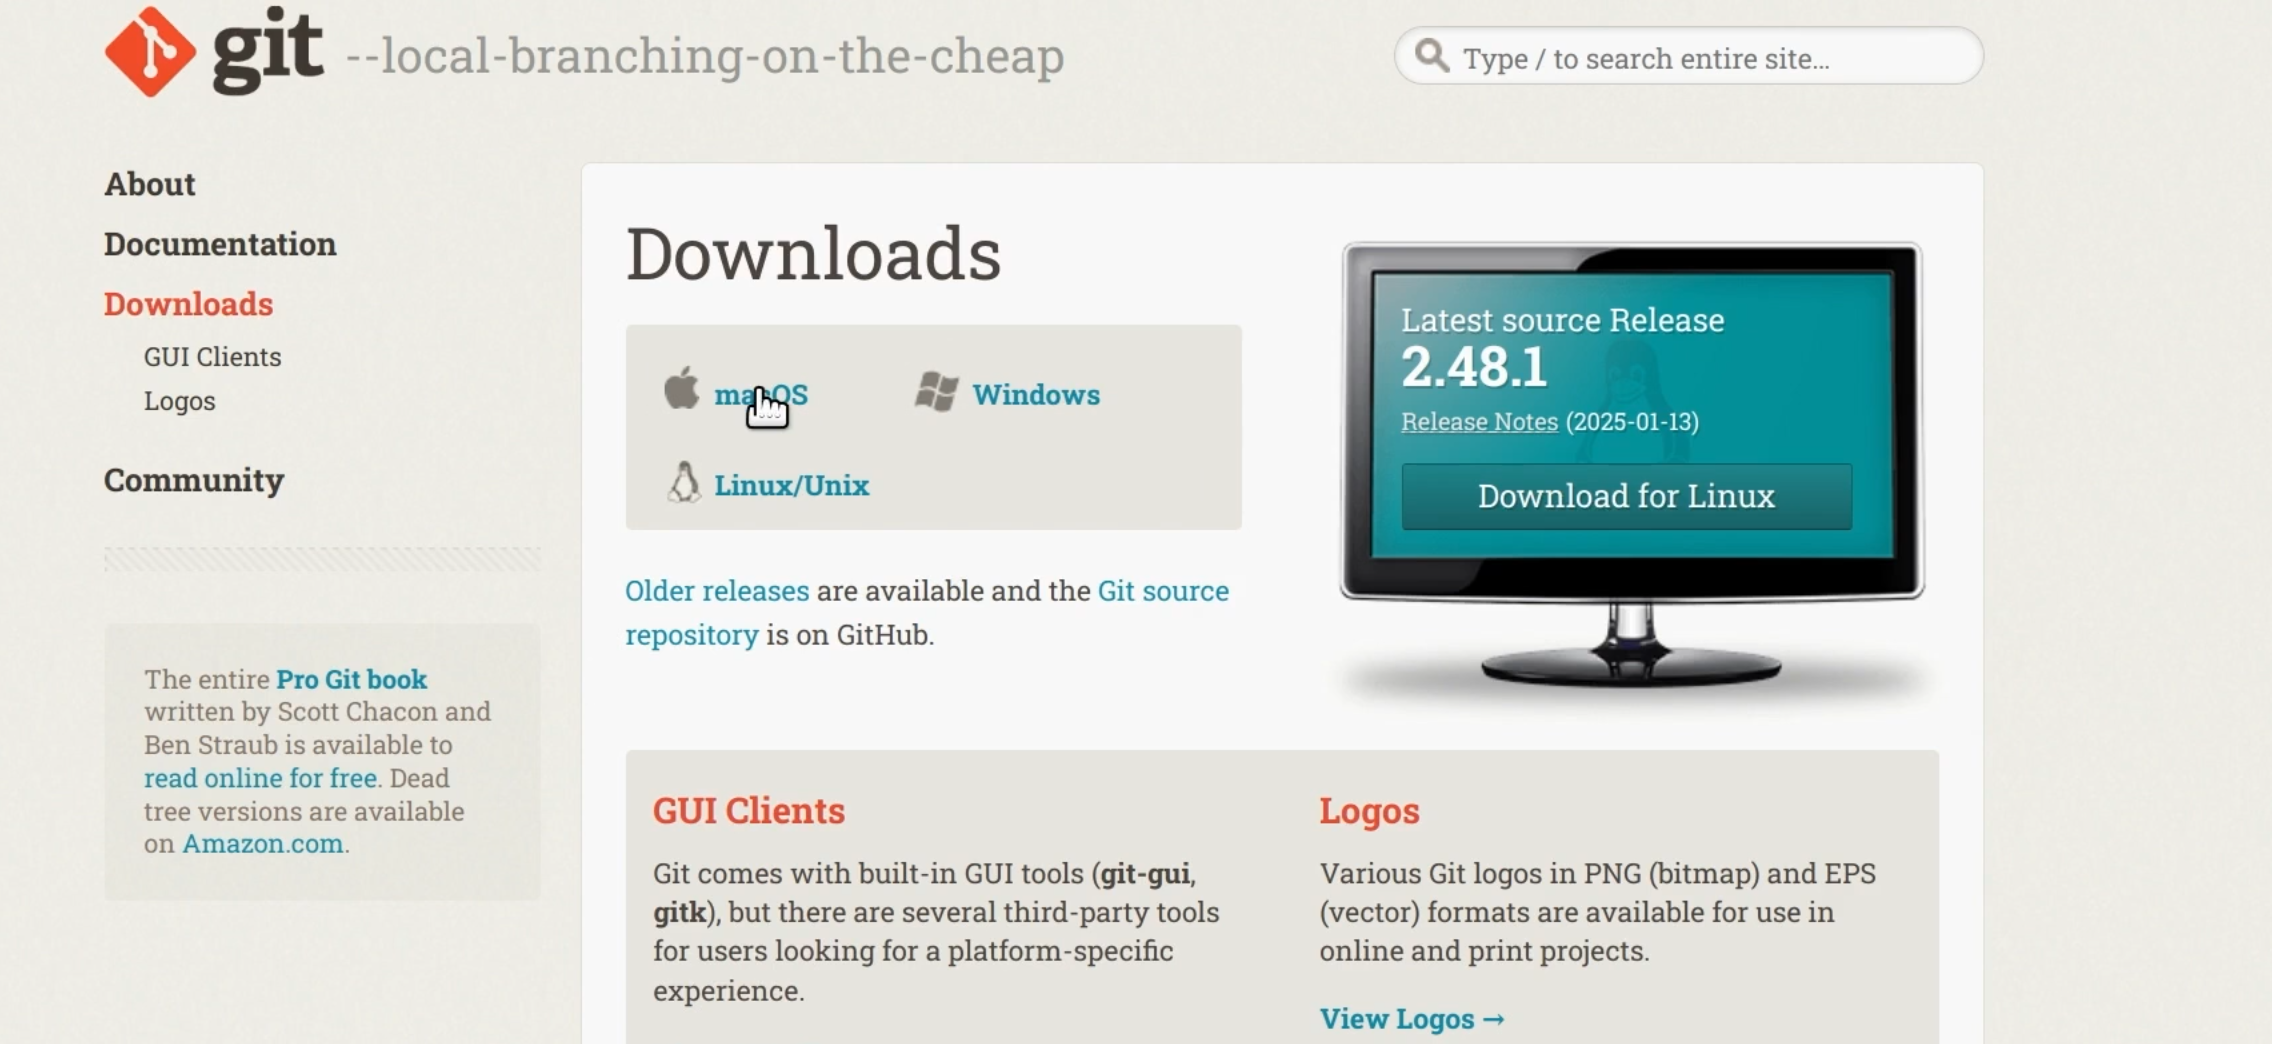 git --local-branching-on-the-cheap
Type / to search entire site...
About
Documentation
Downloads
GUI Clients
Logos
Community
The entire Pro Git book
written by Scott Chacon and
Ben Straub is available to
read online for free. Dead
tree versions are available
on Amazon.com.
Downloads
macOS
Windows
Linux/Unix
Older releases are available and the Git source
repository is on GitHub.
Latest source Release
2.48.1
Release Notes (2025-01-13)
Download for Linux
GUI Clients
Git comes with built-in GUI tools (git-gui,
gitk), but there are several third-party tools
for users looking for a platform-specific
experience.
Logos
Various Git logos in PNG (bitmap) and EPS
(vector) formats are available for use in
online and print projects.
View Logos →